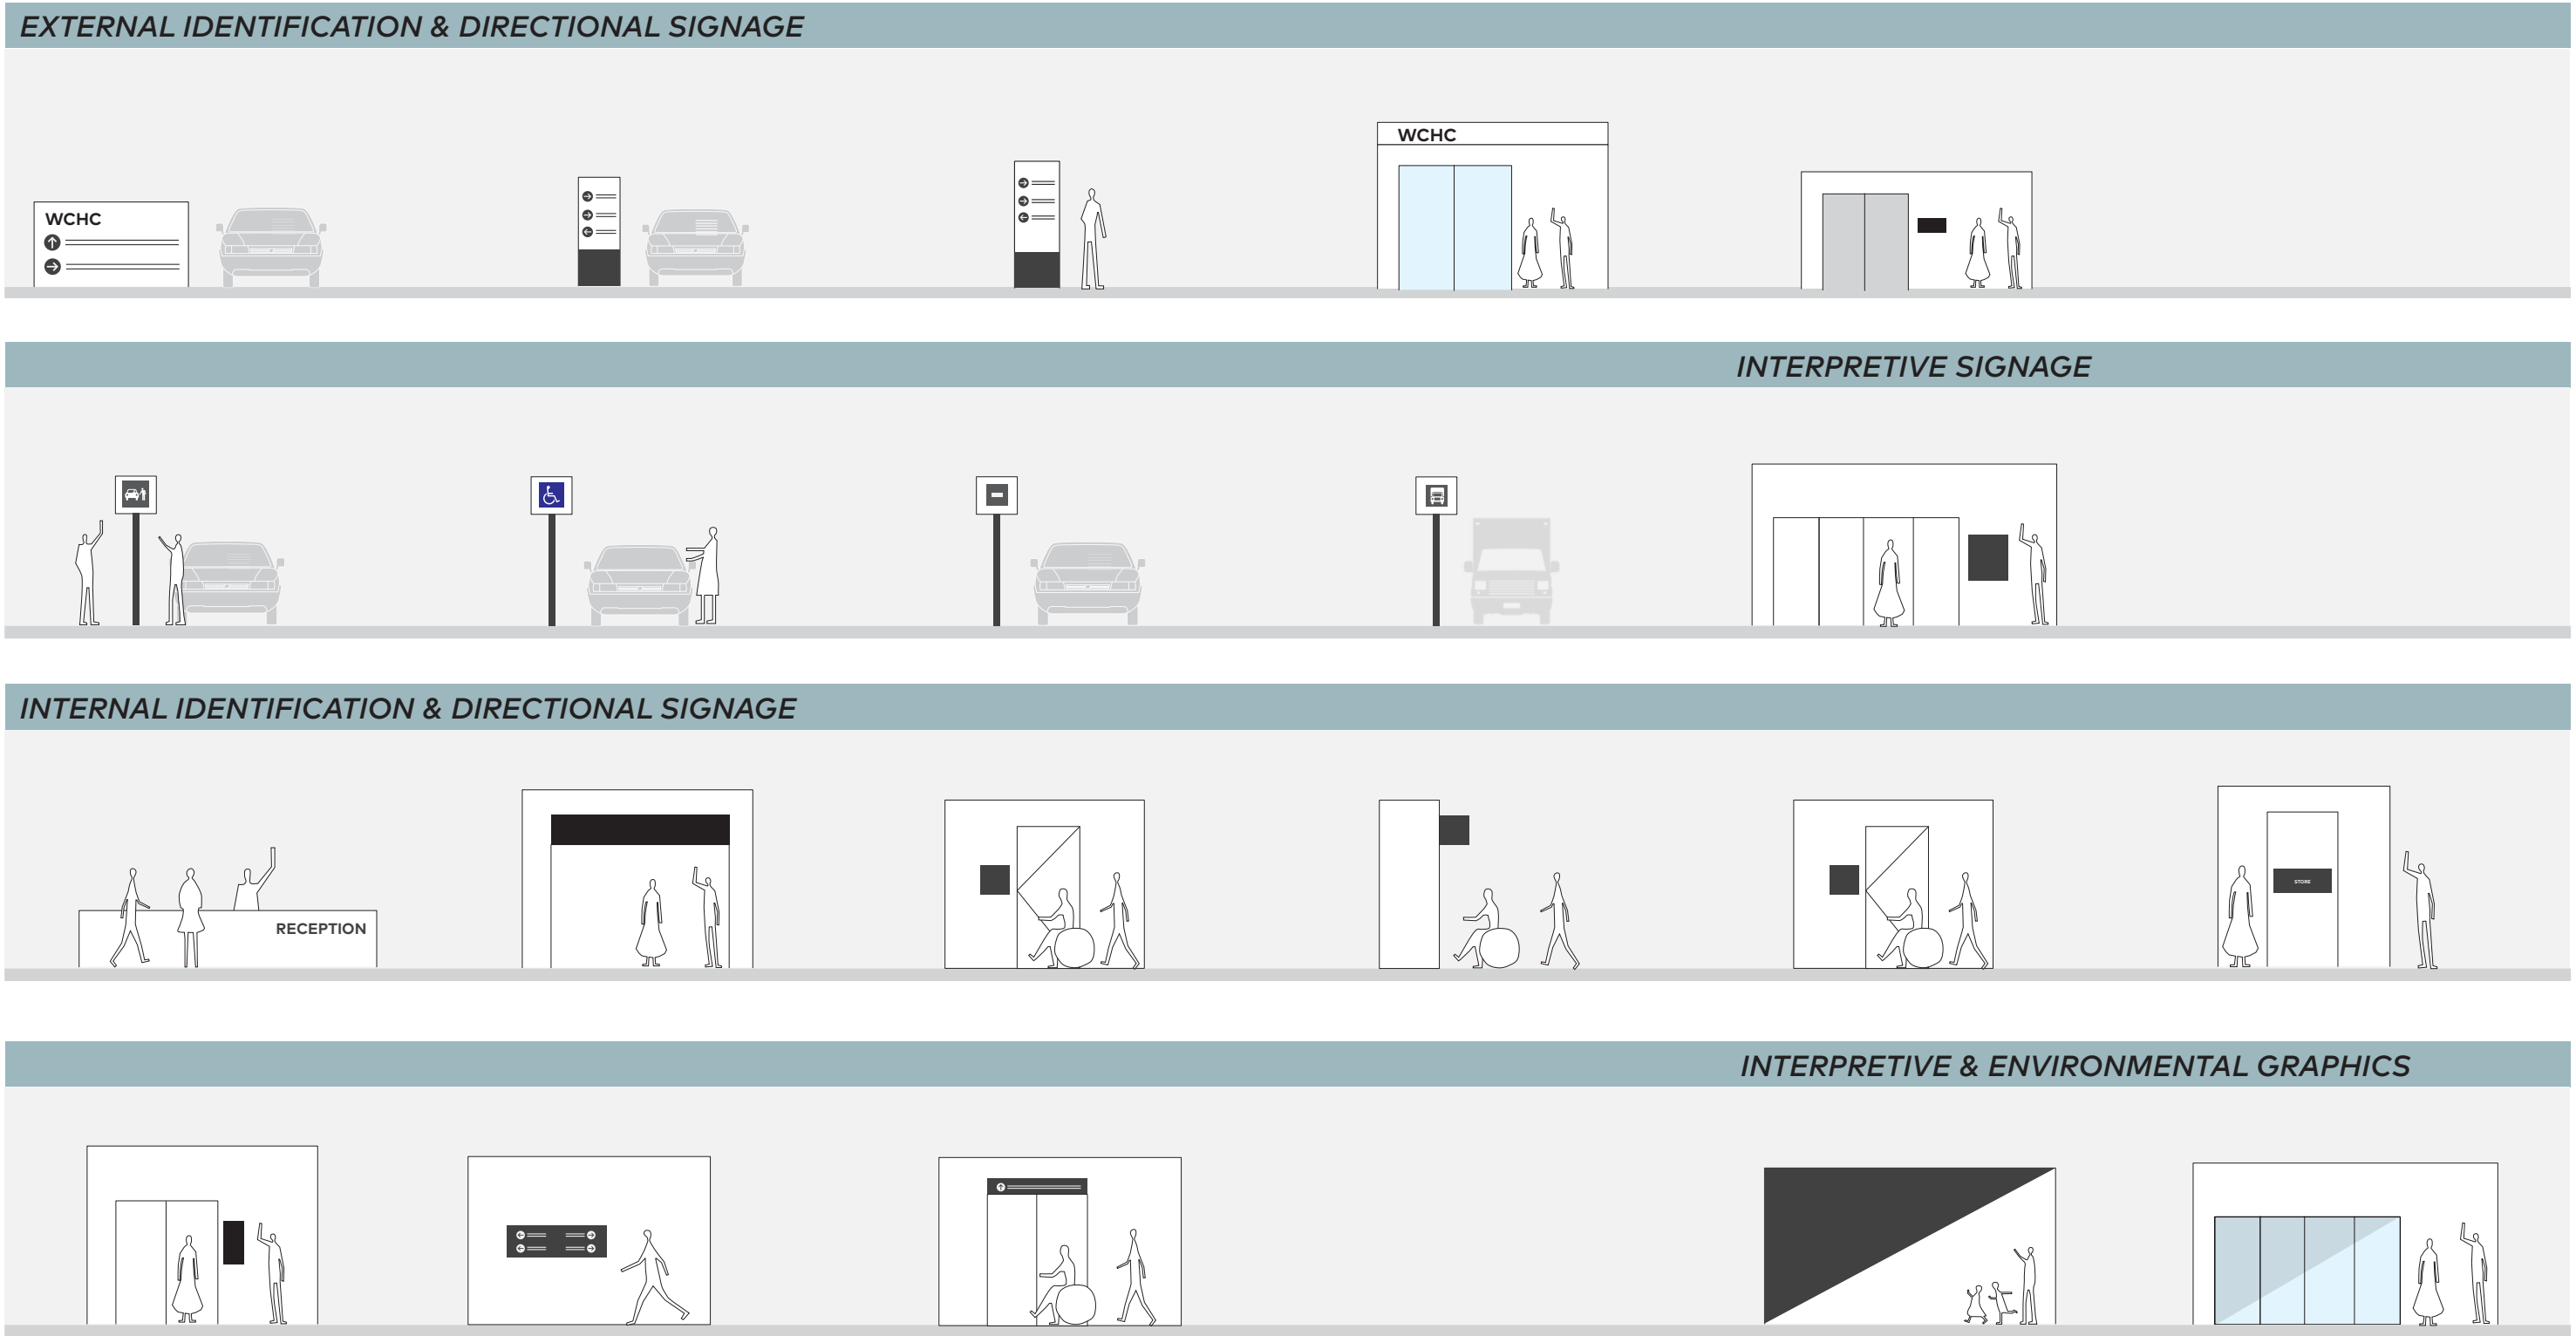 EXTERNAL IDENTIFICATION & DIRECTIONAL SIGNAGE
WCHC
WCHC
INTERPRETIVE SIGNAGE
INTERNAL IDENTIFICATION & DIRECTIONAL SIGNAGE
RECEPTION
STORE
INTERPRETIVE & ENVIRONMENTAL GRAPHICS